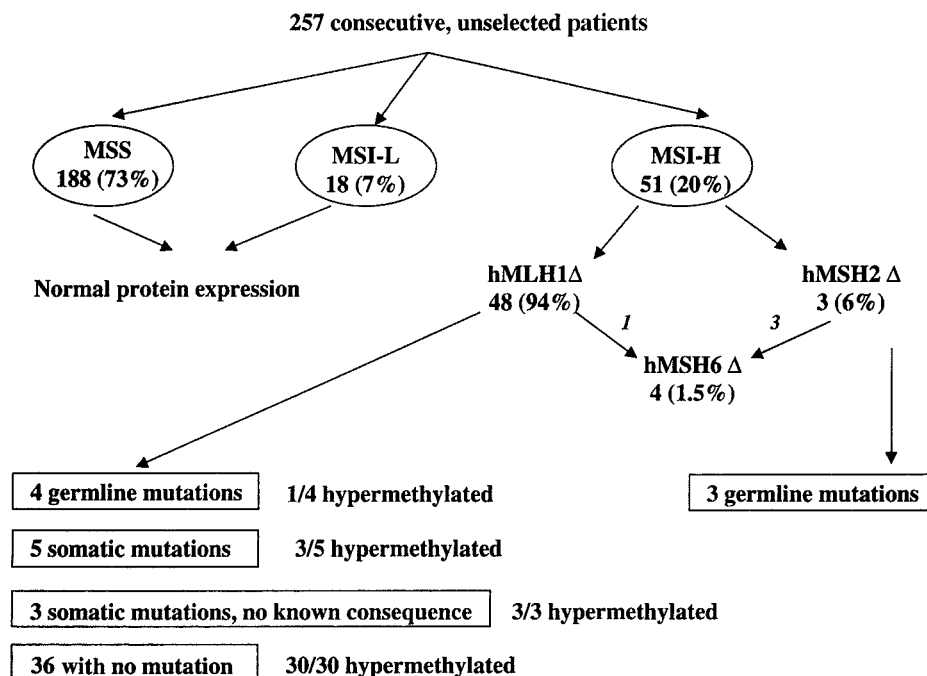 257 consecutive, unselected patients
MSS
188 (73%)
MSI-L
18 (7%)
MSI-H
51 (20%)
Normal protein expression
hMLH1Δ
48 (94%)
hMSH2 Δ
3 (6%)
1
3
hMSH6 Δ
4 (1.5%)
4 germline mutations
1/4 hypermethylated
3 germline mutations
5 somatic mutations
3/5 hypermethylated
3 somatic mutations, no known consequence
3/3 hypermethylated
36 with no mutation
30/30 hypermethylated